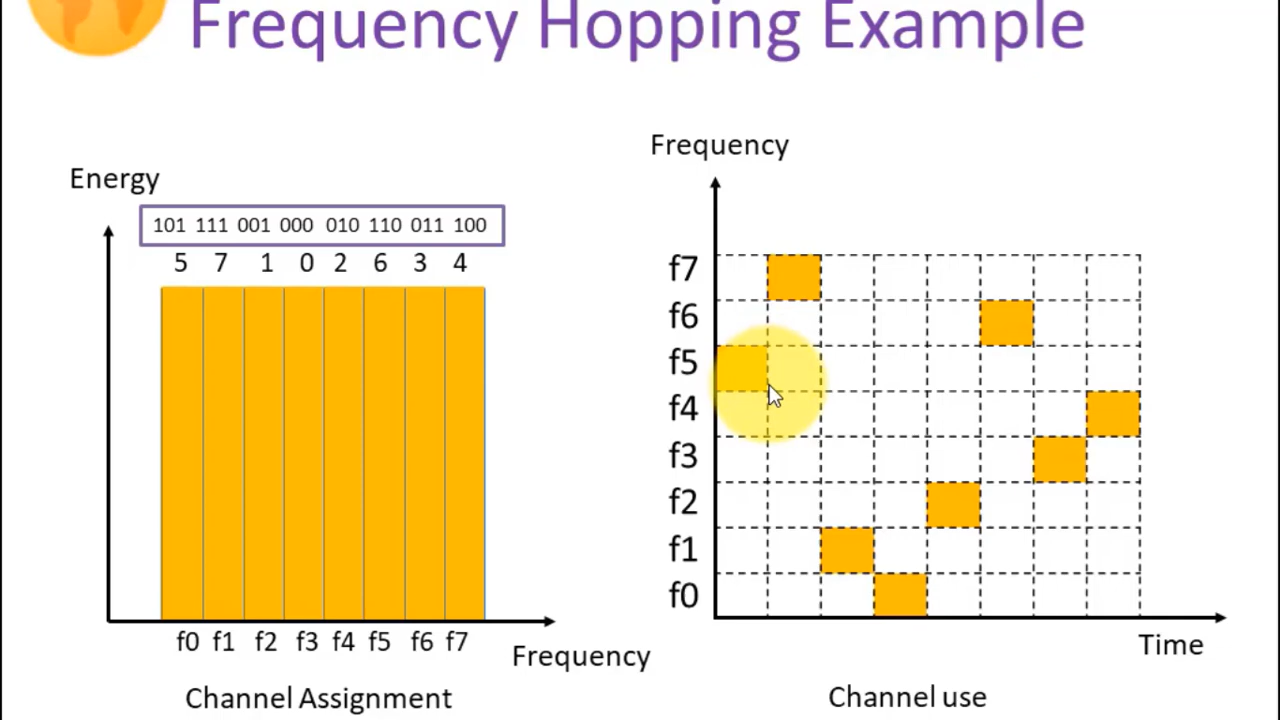 Frequency Hopping Example
Energy
101 111 001 000 010 110 011 100
5 7 1 0 2 6 3 4
f0 f1 f2 f3 f4 f5 f6 f7
Frequency
Channel Assignment
Frequency
f7
f6
f5
f4
f3
f2
f1
f0
Time
Channel use